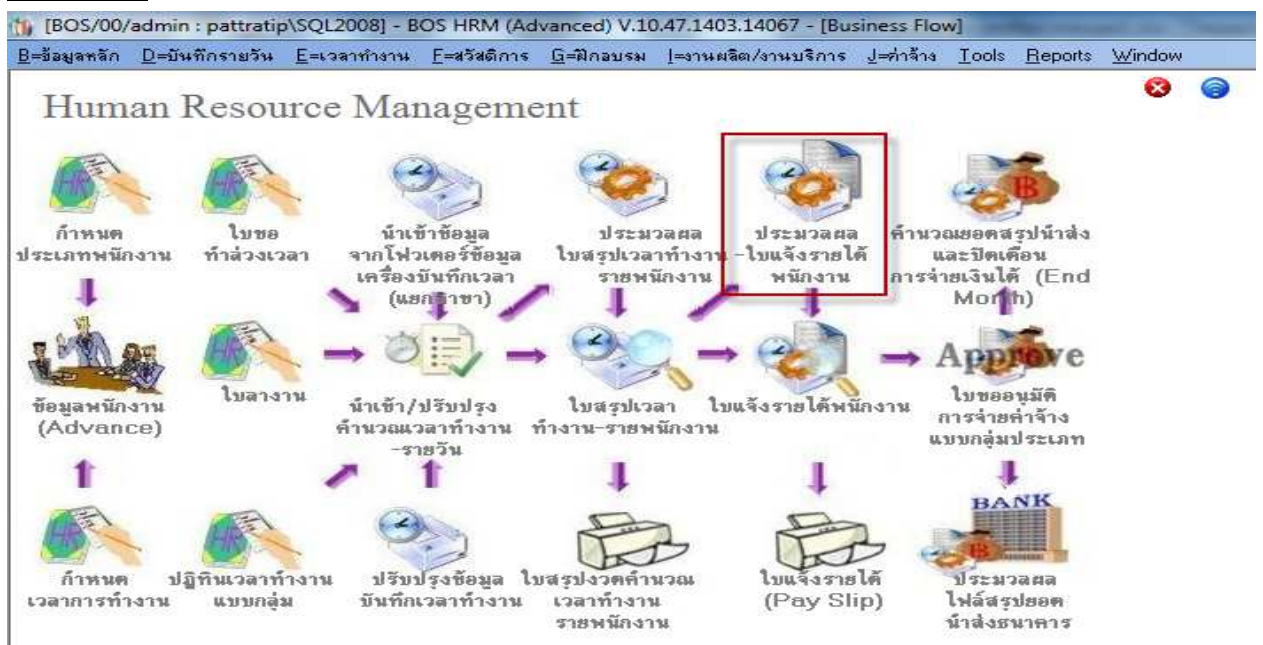 [BOS/00/admin : pattratip\SQL2008] - BOS HRM (Advanced) V.10.47.1403.14067 - [Business Flow]
B=ข้อมูลหลัก D=บันทึกรายวัน E=เวลาทำงาน F=สวัสดิการ G=ฝึกอบรม I=งานผลิต/งานบริการ J=ค่าจ้าง Tools Reports Window
Human Resource Management
กำหนด
ประเภทพนักงาน
ใบขอ
ทำล่วงเวลา
นำเข้าข้อมูล
จากโฟวเดอร์ข้อมูล
เครื่องบันทึกเวลา
(แยกสาขา)
ประมวลผล
ใบสรุปเวลาทำงาน
รายพนักงาน
ประมวลผล
-ใบแจ้งรายได้
พนักงาน
คำนวณยอดสรุปนำส่ง
และปิดเดือน
การจ่ายเงินได้ (End
Month)
ข้อมูลพนักงาน
(Advance)
ใบลางาน
นำเข้า/ปรับปรุง
คำนวณเวลาทำงาน
-รายวัน
ใบสรุปเวลา
ทำงาน-รายพนักงาน
ใบแจ้งรายได้พนักงาน
Approve
ใบขออนุมัติ
การจ่ายค่าจ้าง
แบบกลุ่มประเภท
กำหนด
เวลาการทำงาน
ปฏิทินเวลาทำงาน
แบบกลุ่ม
ปรับปรุงข้อมูล
บันทึกเวลาทำงาน
ใบสรุปงวดคำนวณ
เวลาทำงาน
รายพนักงาน
ใบแจ้งรายได้
(Pay Slip)
BANK
ประมวลผล
ไฟล์สรุปยอด
นำส่งธนาคาร